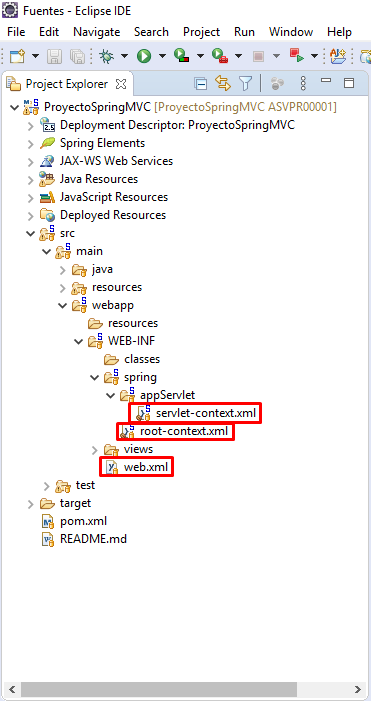 Fuentes - Eclipse IDE
File Edit Navigate Search Project Run Window Help
Project Explorer
ProyectoSpringMVC [ProyectoSpringMVC ASVPR00001]
Deployment Descriptor: ProyectoSpringMVC
Spring Elements
JAX-WS Web Services
Java Resources
JavaScript Resources
Deployed Resources
src
main
java
resources
webapp
resources
WEB-INF
classes
spring
appServlet
servlet-context.xml
root-context.xml
views
web.xml
test
target
pom.xml
README.md